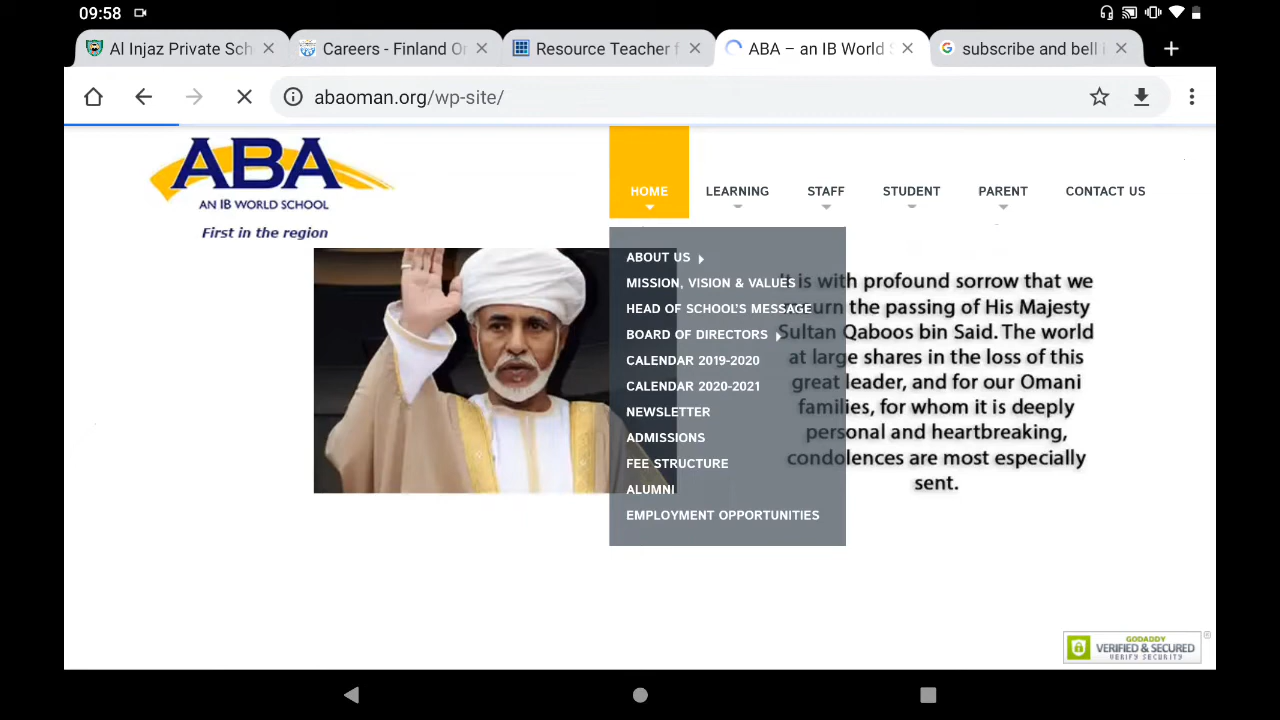 09:58
Al Injaz Private Sch
Careers - Finland O
Resource Teacher f
ABA – an IB World S
subscribe and bell i
abaoman.org/wp-site/
ABA
AN IB WORLD SCHOOL
First in the region
HOME
LEARNING
STAFF
STUDENT
PARENT
CONTACT US
ABOUT US
MISSION, VISION & VALUES
HEAD OF SCHOOL'S MESSAGE
BOARD OF DIRECTORS
CALENDAR 2019-2020
CALENDAR 2020-2021
NEWSLETTER
ADMISSIONS
FEE STRUCTURE
ALUMNI
EMPLOYMENT OPPORTUNITIES
It is with profound sorrow that we
mourn the passing of His Majesty
Sultan Qaboos bin Said. The world
at large shares in the loss of this
great leader, and for our Omani
families, for whom it is deeply
personal and heartbreaking,
condolences are most especially
sent.
GODADDY
VERIFIED & SECURED
VERIFY SECURITY